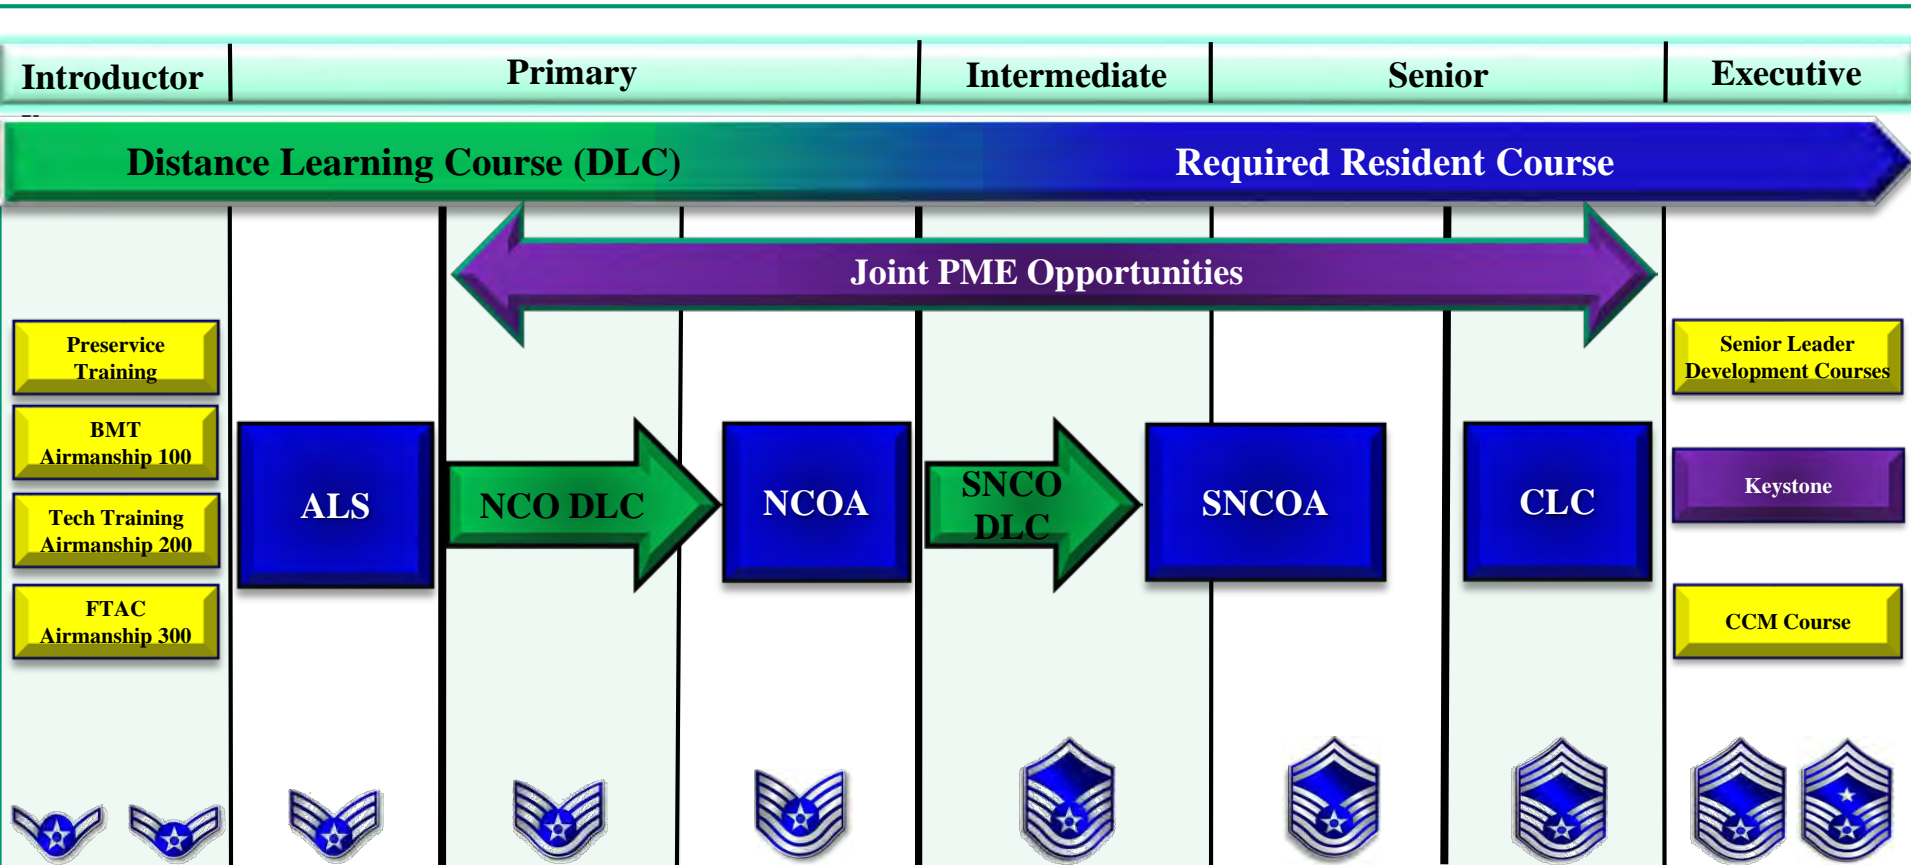 Introductor
Primary
Intermediate
Senior
Executive
Distance Learning Course (DLC)
Required Resident Course
Joint PME Opportunities
Preservice
Training
BMT
Airmanship 100
Tech Training
Airmanship 200
FTAC
Airmanship 300
ALS
NCO DLC
NCOA
SNCO
DLC
SNCOA
CLC
Senior Leader
Development Courses
Keystone
CCM Course